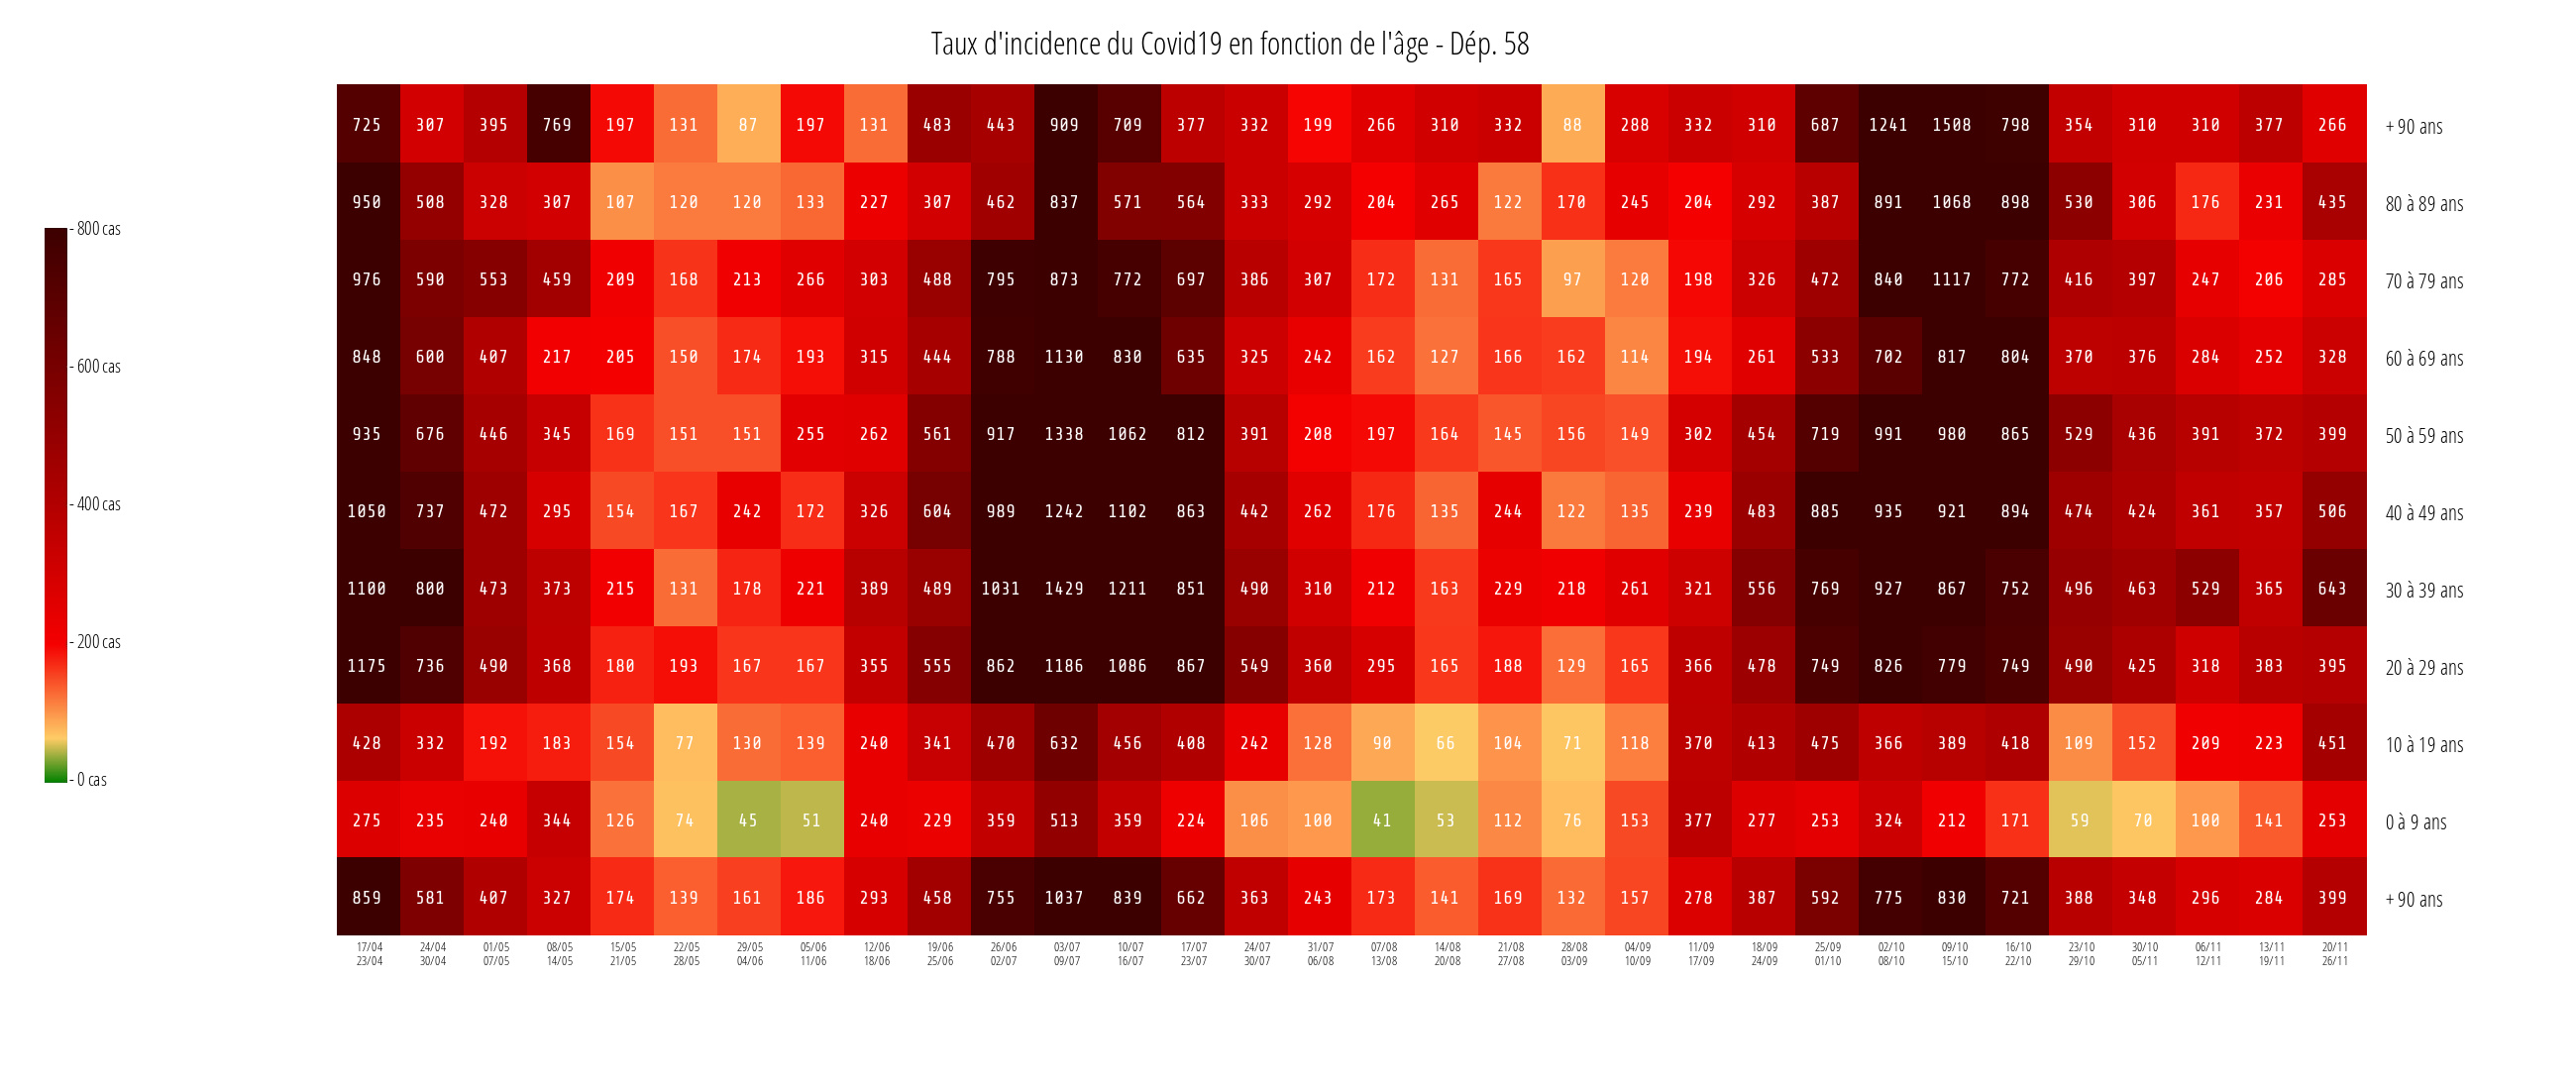 Taux d'incidence du Covid19 en fonction de l'âge - Dép. 58
725 307 395 769 197 131 87 197 131 483 443 909 709 377 332 199 266 310 332 88 288 332 310 687 1241 1508 798 354 310 310 377 266 + 90 ans
950 508 328 307 107 120 120 133 227 307 462 837 571 564 333 292 204 265 122 170 245 204 292 387 891 1068 898 530 306 176 231 435 80 à 89 ans
- 800 cas
976 590 553 459 209 168 213 266 303 488 795 873 772 697 386 307 172 131 165 97 120 198 326 472 840 1117 772 416 397 247 206 285 70 à 79 ans
848 600 407 217 205 150 174 193 315 444 788 1130 830 635 325 242 162 127 166 162 114 194 261 533 702 817 804 370 376 284 252 328 60 à 69 ans
- 600 cas
935 676 446 345 169 151 151 255 262 561 917 1338 1062 812 391 208 197 164 145 156 149 302 454 719 991 980 865 529 436 391 372 399 50 à 59 ans
- 400 cas
1050 737 472 295 154 167 242 172 326 604 989 1242 1102 863 442 262 176 135 244 122 135 239 483 885 935 921 894 474 424 361 357 506 40 à 49 ans
1100 800 473 373 215 131 178 221 389 489 1031 1429 1211 851 490 310 212 163 229 218 261 321 556 769 927 867 752 496 463 529 365 643 30 à 39 ans
- 200 cas
1175 736 490 368 180 193 167 167 355 555 862 1186 1086 867 549 360 295 165 188 129 165 366 478 749 826 779 749 490 425 318 383 395 20 à 29 ans
428 332 192 183 154 77 130 139 240 341 470 632 456 408 242 128 90 66 104 71 118 370 413 475 366 389 418 109 152 209 223 451 10 à 19 ans
- 0 cas
275 235 240 344 126 74 45 51 240 229 359 513 359 224 106 100 41 53 112 76 153 377 277 253 324 212 171 59 70 100 141 253 0 à 9 ans
859 581 407 327 174 139 161 186 293 458 755 1037 839 662 363 243 173 141 169 132 157 278 387 592 775 830 721 388 348 296 284 399 + 90 ans
17/04 24/04 01/05 08/05 15/05 22/05 29/05 05/06 12/06 19/06 26/06 03/07 10/07 17/07 24/07 31/07 07/08 14/08 21/08 28/08 04/09 11/09 18/09 25/09 02/10 09/10 16/10 23/10 30/10 06/11 13/11 20/11
23/04 30/04 07/05 14/05 21/05 28/05 04/06 11/06 18/06 25/06 02/07 09/07 16/07 23/07 30/07 06/08 13/08 20/08 27/08 03/09 10/09 17/09 24/09 01/10 08/10 15/10 22/10 29/10 05/11 12/11 19/11 26/11